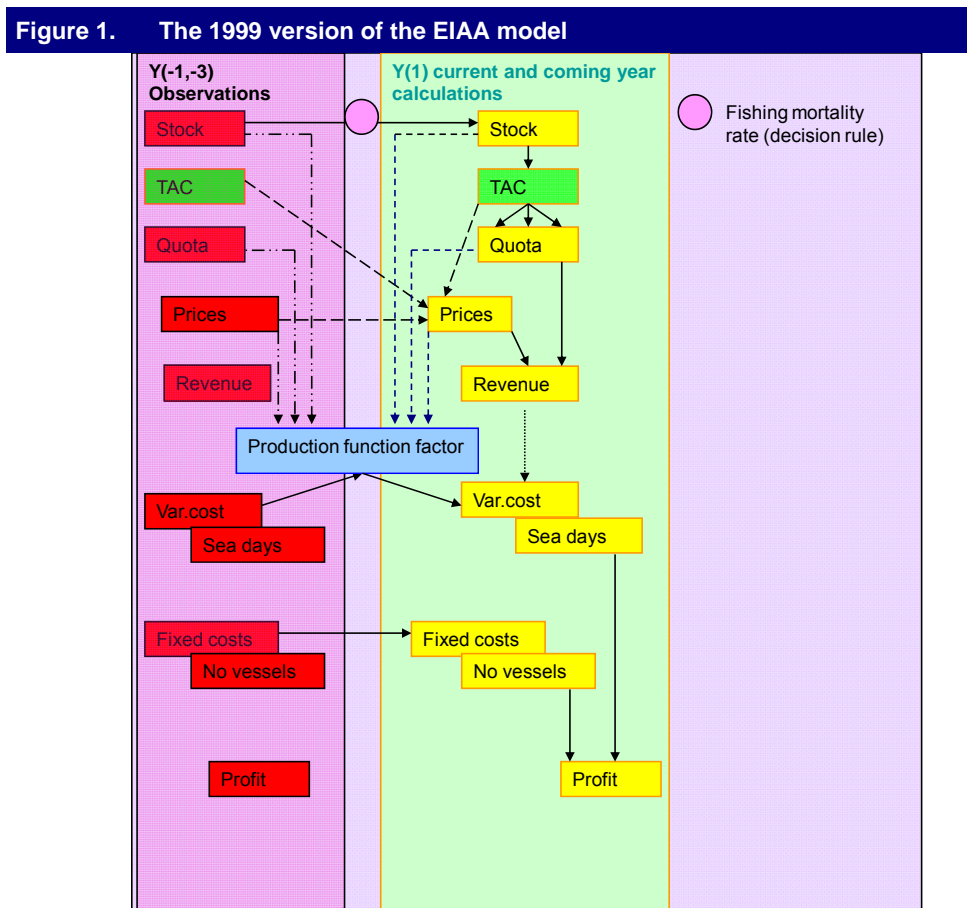 Figure 1. The 1999 version of the EIAA model
Y(-1,-3)
Observations
Y(1) current and coming year
calculations
Fishing mortality
rate (decision rule)
Stock
Stock
TAC
TAC
Quota
Quota
Prices
Prices
Revenue
Revenue
Production function factor
Var.cost
Var.cost
Sea days
Sea days
Fixed costs
Fixed costs
No vessels
No vessels
Profit
Profit